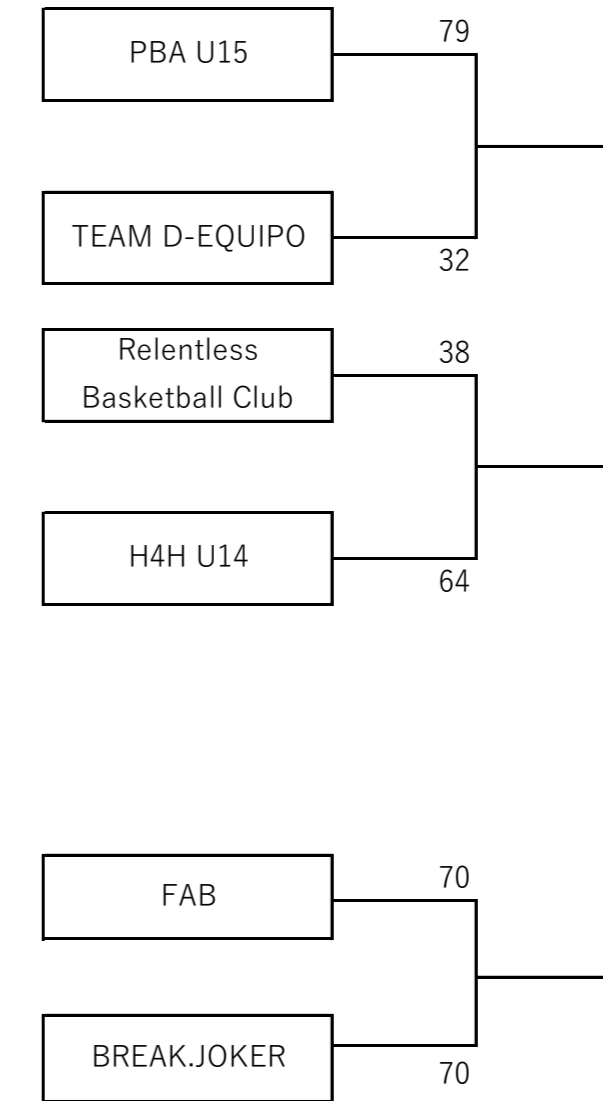 PBA U15
79
TEAM D-EQUIPO
32
Relentless
Basketball Club
38
H4H U14
64
FAB
70
BREAK.JOKER
70